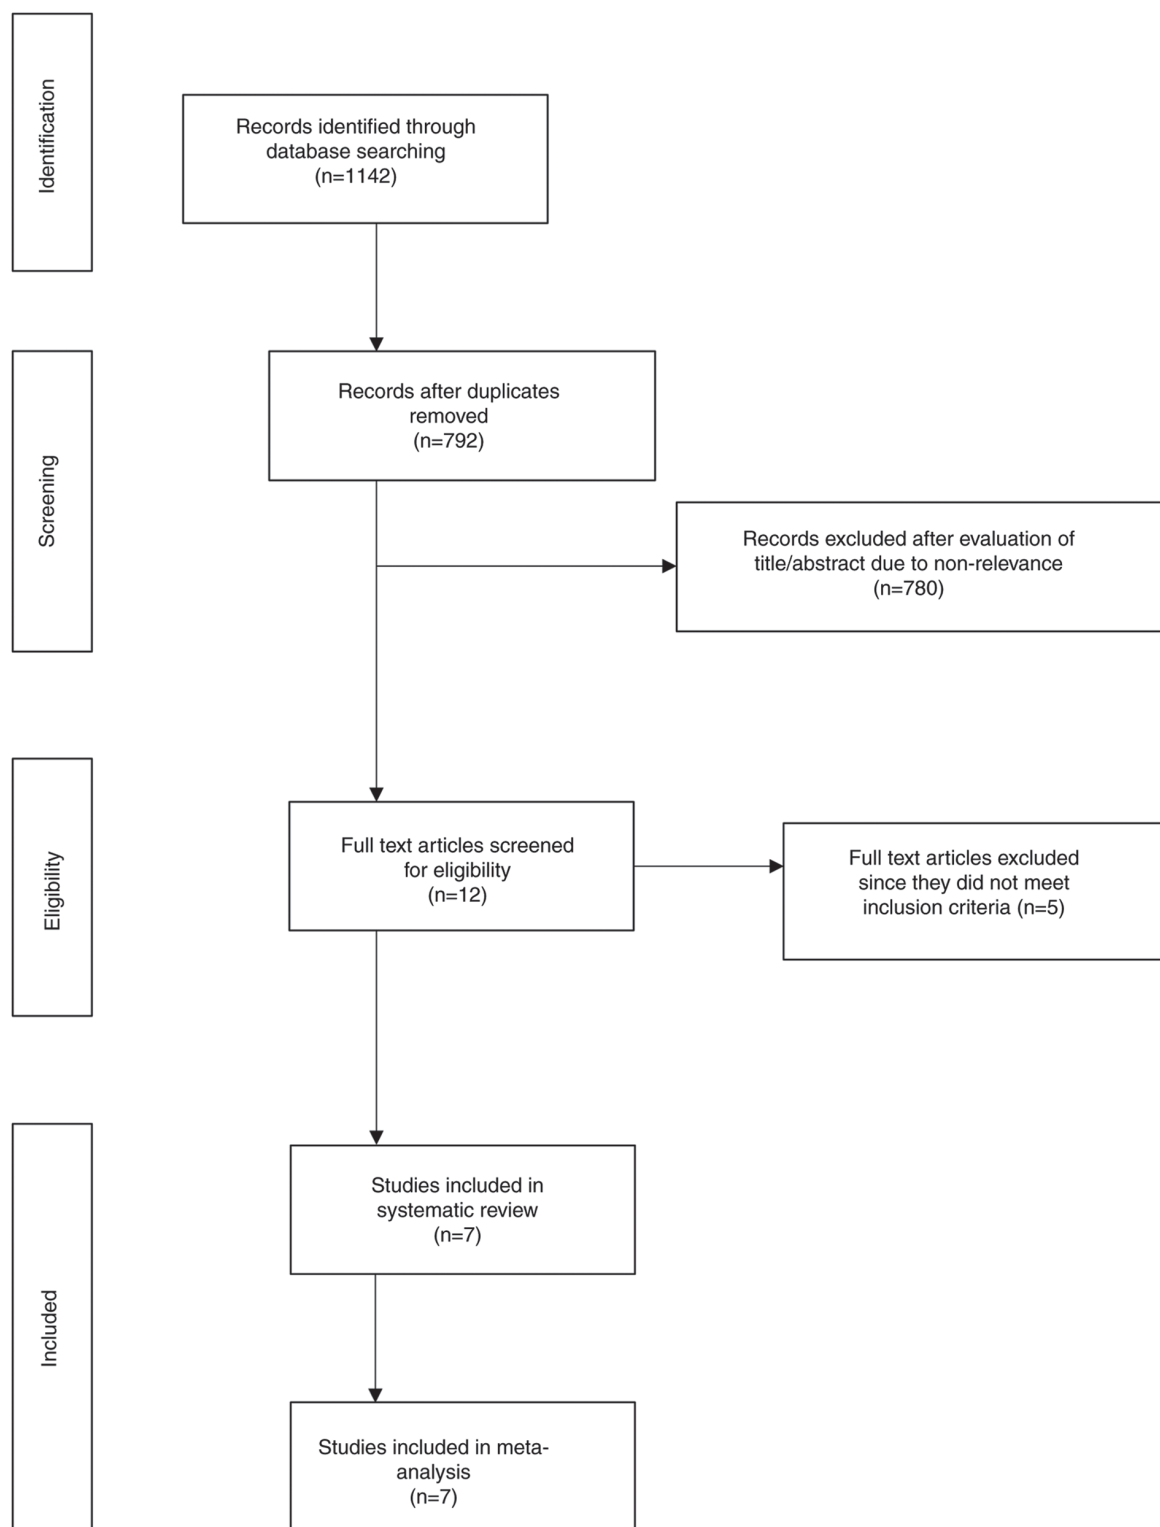 Identification
Records identified through
database searching
(n=1142)
Screening
Records after duplicates
removed
(n=792)
Records excluded after evaluation of
title/abstract due to non-relevance
(n=780)
Eligibility
Full text articles screened
for eligibility
(n=12)
Full text articles excluded
since they did not meet
inclusion criteria (n=5)
Included
Studies included in
systematic review
(n=7)
Studies included in meta-
analysis
(n=7)